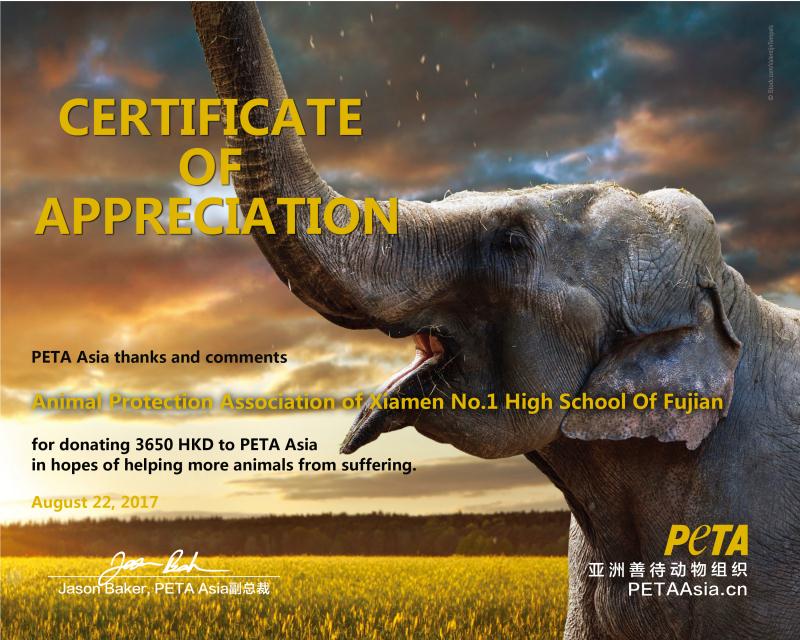 CERTIFICATE
OF
APPRECIATION
PETA Asia thanks and comments
Animal Protection Association of Xiamen No.1 High School Of Fujian
for donating 3650 HKD to PETA Asia
in hopes of helping more animals from suffering.
August 22, 2017
Jason Baker, PETA Asia副总裁
PETA
亚洲善待动物组织
PETAAsia.cn